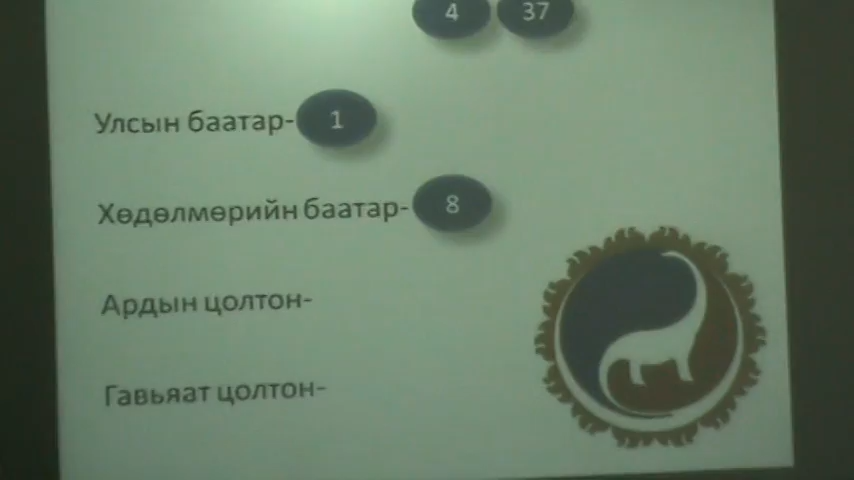 4 37
Улсын баатар- 1
Хөдөлмөрийн баатар- 8
Ардын цолтон-
Гавьяат цолтон-